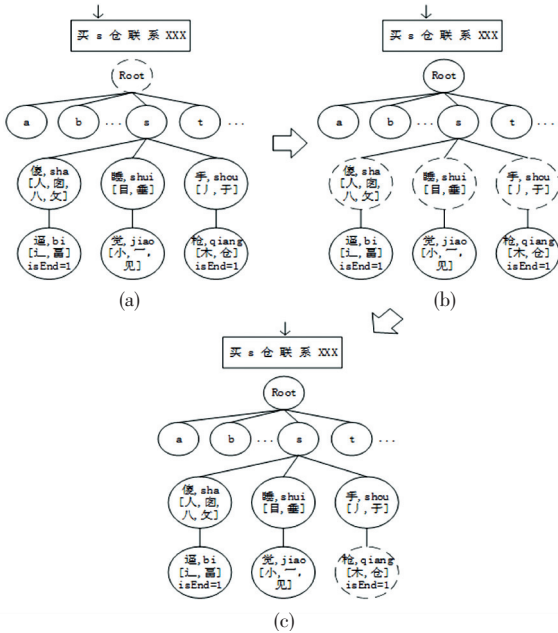 买 s 仓 联 系 XXX
Root
a b ... s t ...
傻, sha 睡, shui 手, shou
[人, 囱, [目, 垂] [丿, 于]
八, 夂]
逼, bi 觉, jiao 枪, qiang
[辶, 畐] [小, 冖, [木, 仓]
isEnd=1 见] isEnd=1
(a)
买 s 仓 联 系 XXX
Root
a b ... s t ...
傻, sha 睡, shui 手, shou
[人, 囱, [目, 垂] [丿, 于]
八, 夂]
逼, bi 觉, jiao 枪, qiang
[辶, 畐] [小, 冖, [木, 仓]
isEnd=1 见] isEnd=1
(b)
买 s 仓 联 系 XXX
Root
a b ... s t ...
傻, sha 睡, shui 手, shou
[人, 囱, [目, 垂] [丿, 于]
八, 夂]
逼, bi 觉, jiao 枪, qiang
[辶, 畐] [小, 冖, [木, 仓]
isEnd=1 见] isEnd=1
(c)